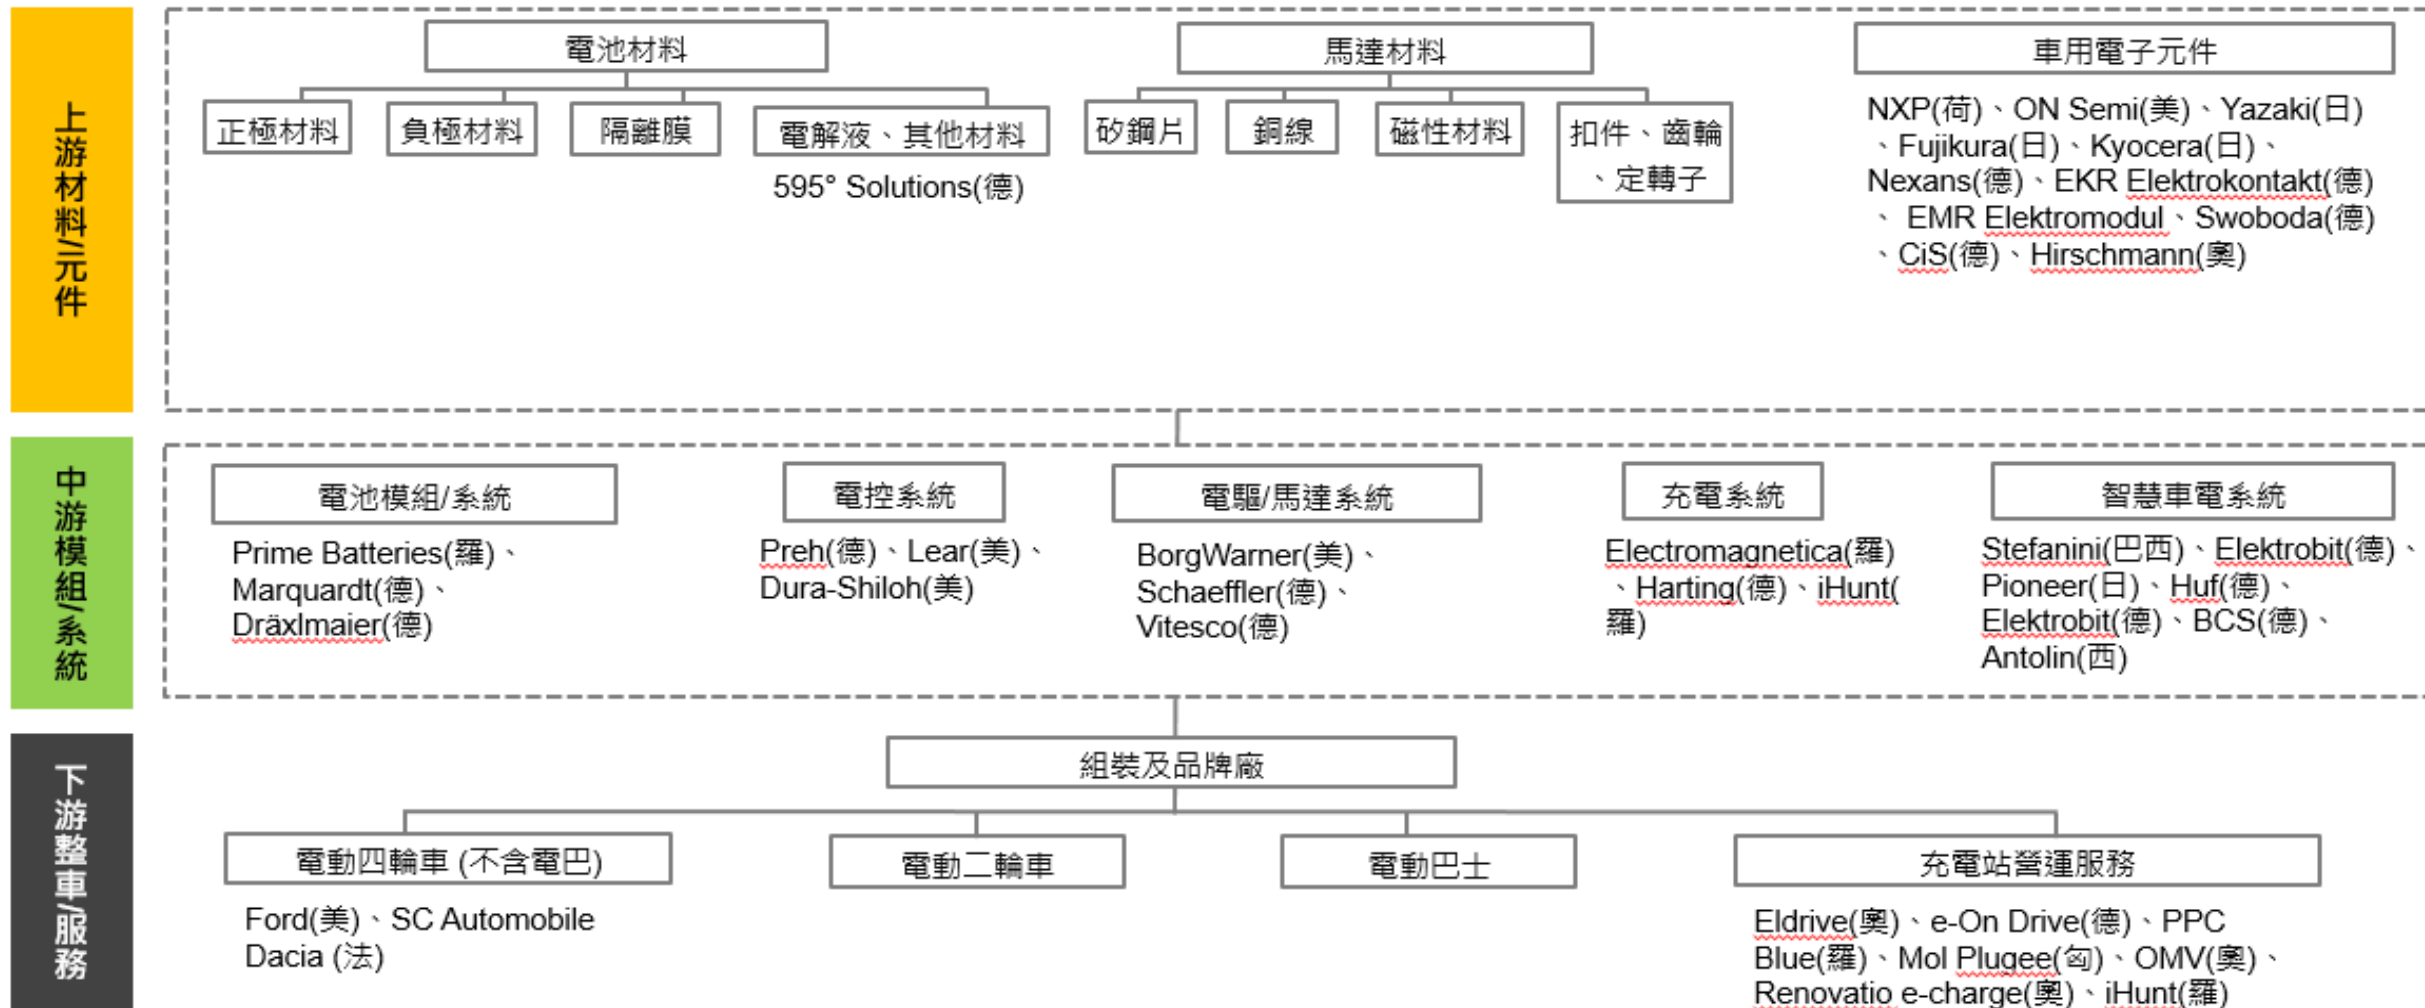 上游材料/元件
電池材料
正極材料
負極材料
隔離膜
電解液、其他材料
595° Solutions(德)
馬達材料
矽鋼片
銅線
磁性材料
扣件、齒輪
、定轉子
車用電子元件
NXP(荷)、ON Semi(美)、Yazaki(日)
、Fujikura(日)、Kyocera(日)、
Nexans(德)、EKR Elektrokontakt(德)
、 EMR Elektromodul、Swoboda(德)
、CiS(德)、Hirschmann(奧)
中游模組/系統
電池模組/系統
Prime Batteries(羅)、
Marquardt(德)、
Dräxlmaier(德)
電控系統
Preh(德)、Lear(美)、
Dura-Shiloh(美)
電驅/馬達系統
BorgWarner(美)、
Schaeffler(德)、
Vitesco(德)
充電系統
Electromagnetica(羅)
、Harting(德)、iHunt(
羅)
智慧車電系統
Stefanini(巴西)、Elektrobit(德)、
Pioneer(日)、Huf(德)、
Elektrobit(德)、BCS(德)、
Antolin(西)
下游整車/服務
組裝及品牌廠
電動四輪車 (不含電巴)
Ford(美)、SC Automobile
Dacia (法)
電動二輪車
電動巴士
充電站營運服務
Eldrive(奧)、e-On Drive(德)、PPC
Blue(羅)、Mol Plugee(匈)、OMV(奧)、
Renovatio e-charge(奧)、iHunt(羅)